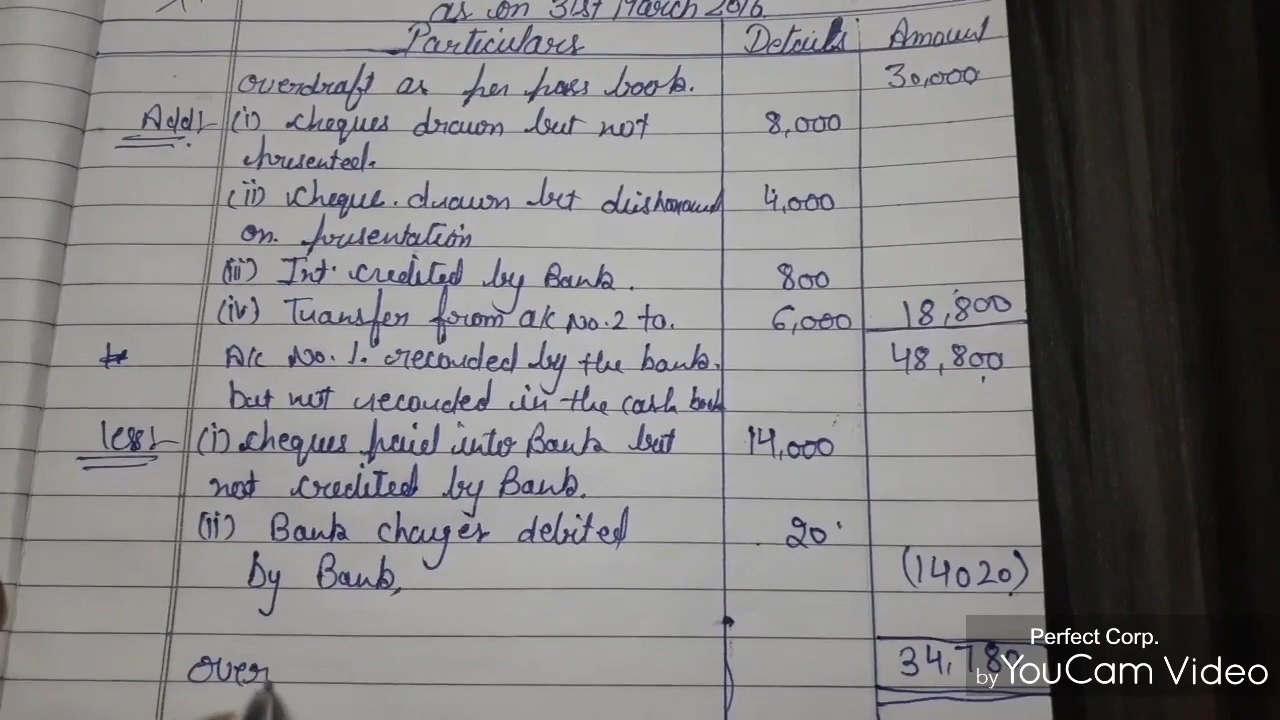 as on 31st March 2016
Particulars Details Amount
overdraft as per pass book. 30,000
Add:- (i) cheques drawn but not 8,000
presented.
(ii) cheque drawn but dishonoured 4,000
on presentation
(iii) Int. credited by Bank. 800
(iv) Transfer from a/c No. 2 to. 6,000 18,800
A/c No. 1. recorded by the bank. 48,800
but not recorded in the cash book
less:- (i) cheques paid into Bank but 14,000
not credited by Bank.
(ii) Bank charges debited 20
by Bank, (14020)
34,780
over
Perfect Corp.
by YouCam Video